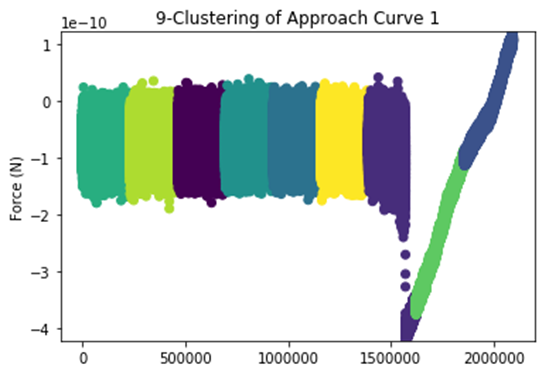 9-Clustering of Approach Curve 1
1e−10
Force (N)
1
0
−1
−2
−3
−4
0 500000 1000000 1500000 2000000